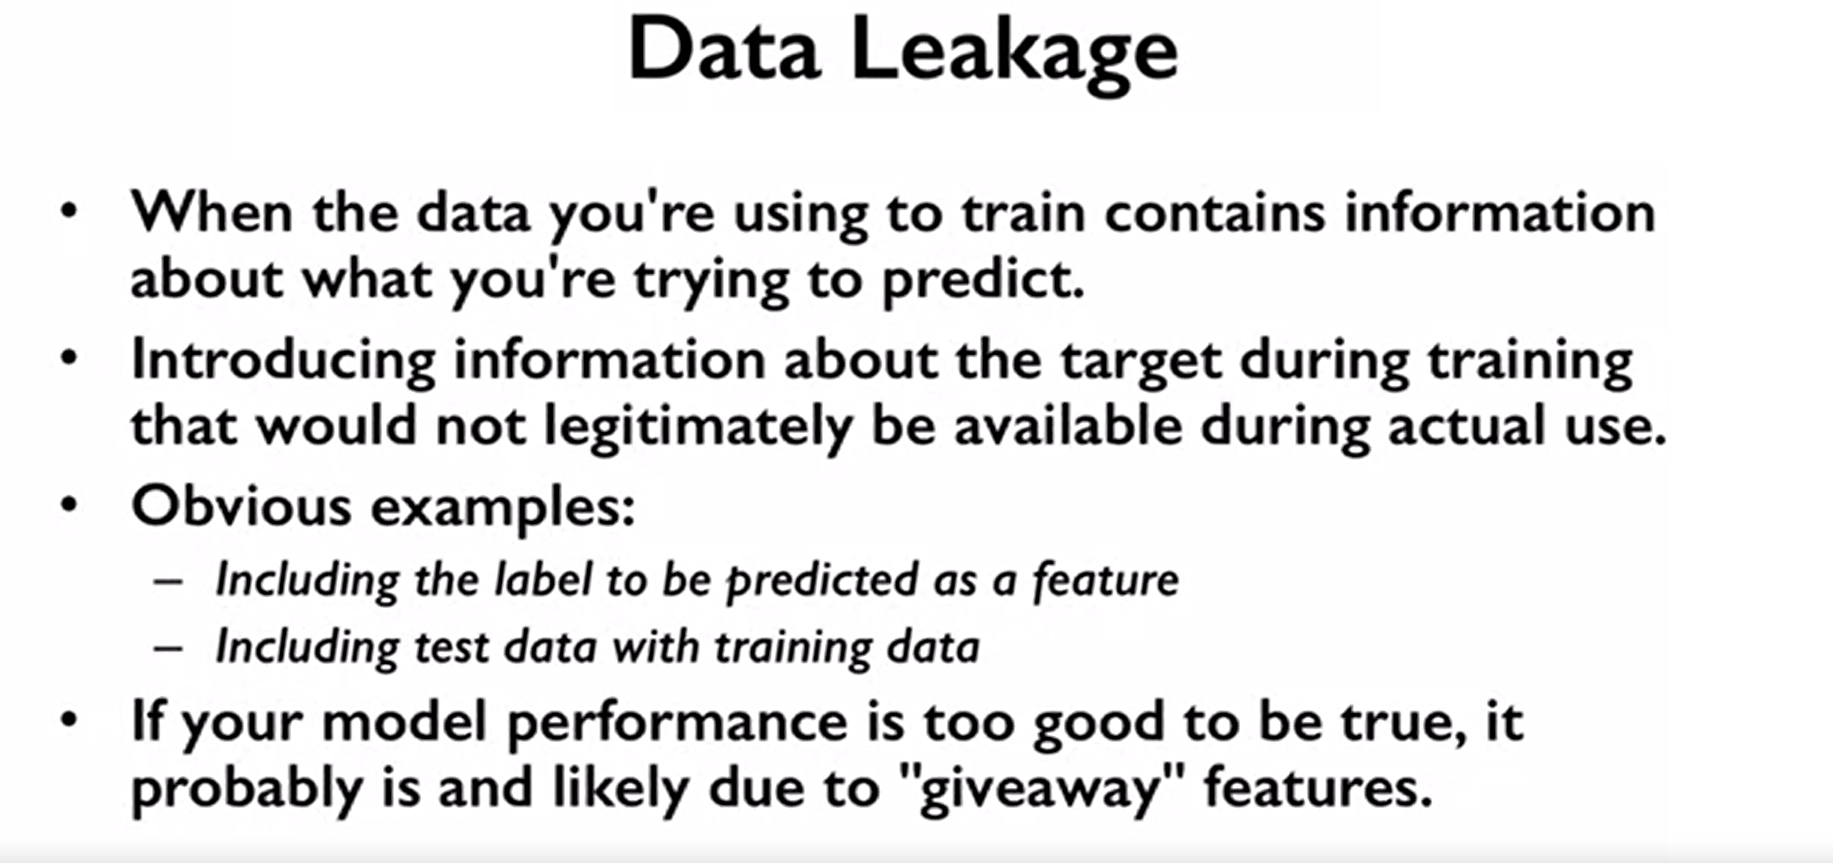 Data Leakage
• When the data you're using to train contains information
about what you're trying to predict.
• Introducing information about the target during training
that would not legitimately be available during actual use.
• Obvious examples:
– Including the label to be predicted as a feature
– Including test data with training data
• If your model performance is too good to be true, it
probably is and likely due to "giveaway" features.